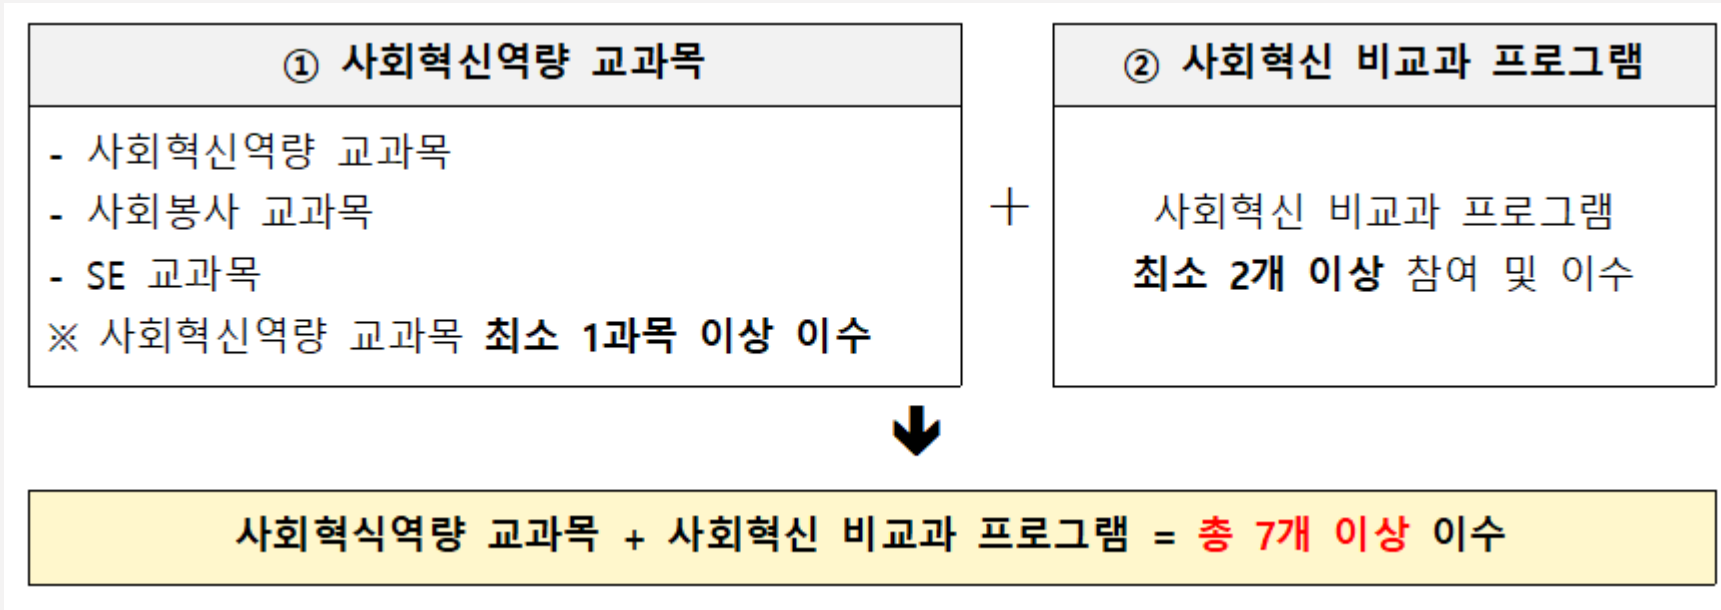 ① 사회혁신역량 교과목
- 사회혁신역량 교과목
- 사회봉사 교과목
- SE 교과목
※ 사회혁신역량 교과목 최소 1과목 이상 이수
+
② 사회혁신 비교과 프로그램
사회혁신 비교과 프로그램
최소 2개 이상 참여 및 이수
사회혁식역량 교과목 + 사회혁신 비교과 프로그램 = 총 7개 이상 이수